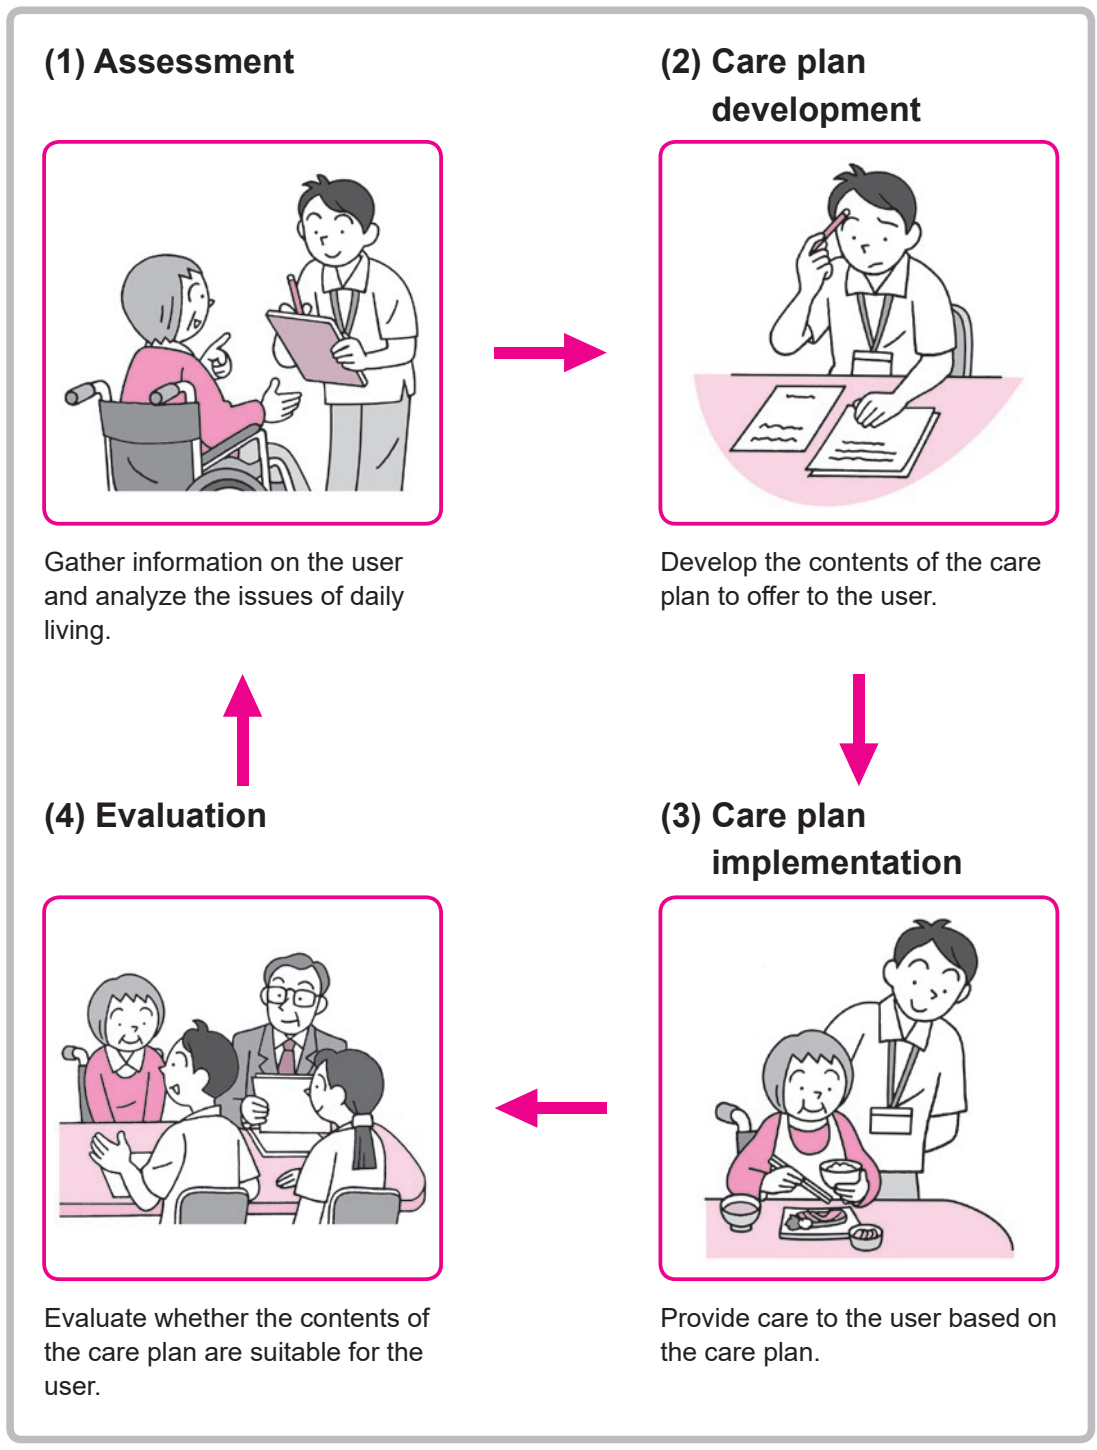 (1) Assessment
Gather information on the user
and analyze the issues of daily
living.
(2) Care plan
development
Develop the contents of the care
plan to offer to the user.
(3) Care plan
implementation
Provide care to the user based on
the care plan.
(4) Evaluation
Evaluate whether the contents of
the care plan are suitable for the
user.